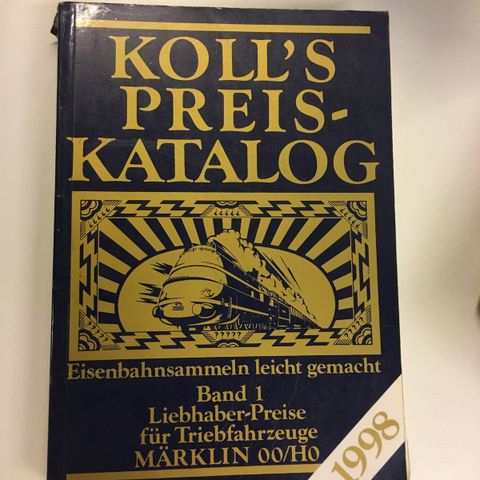 KOLL'S
PREIS-
KATALOG
Eisenbahnsammeln leicht gemacht
Band 1
Liebhaber-Preise
für Triebfahrzeuge
MÄRKLIN 00/H0
1998